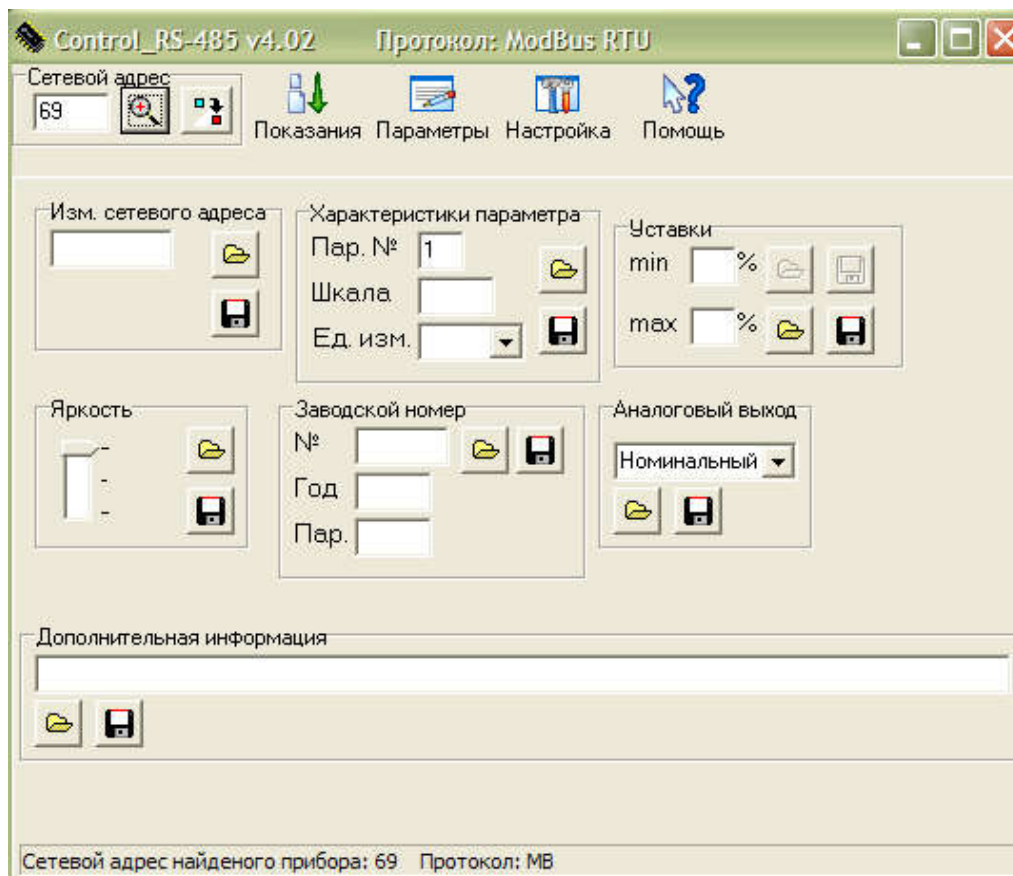 Control_RS-485 v4.02 Протокол: ModBus RTU
Сетевой адрес
69
Показания Параметры Настройка Помощь
Изм. сетевого адреса
Характеристики параметра
Пар. № 1
Шкала
Ед. изм.
Уставки
min %
max %
Яркость
Заводской номер
№
Год
Пар.
Аналоговый выход
Номинальный
Дополнительная информация
Сетевой адрес найденого прибора: 69 Протокол: MB